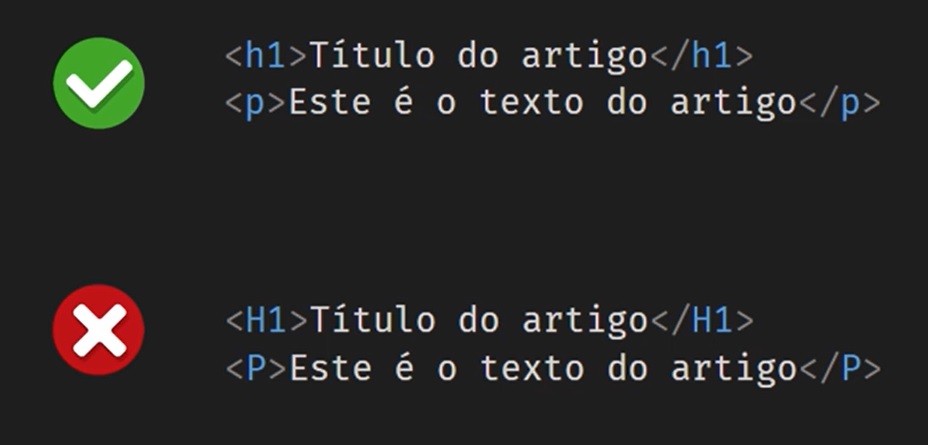 <h1>Título do artigo</h1>
<p>Este é o texto do artigo</p>
<H1>Título do artigo</H1>
<P>Este é o texto do artigo</P>